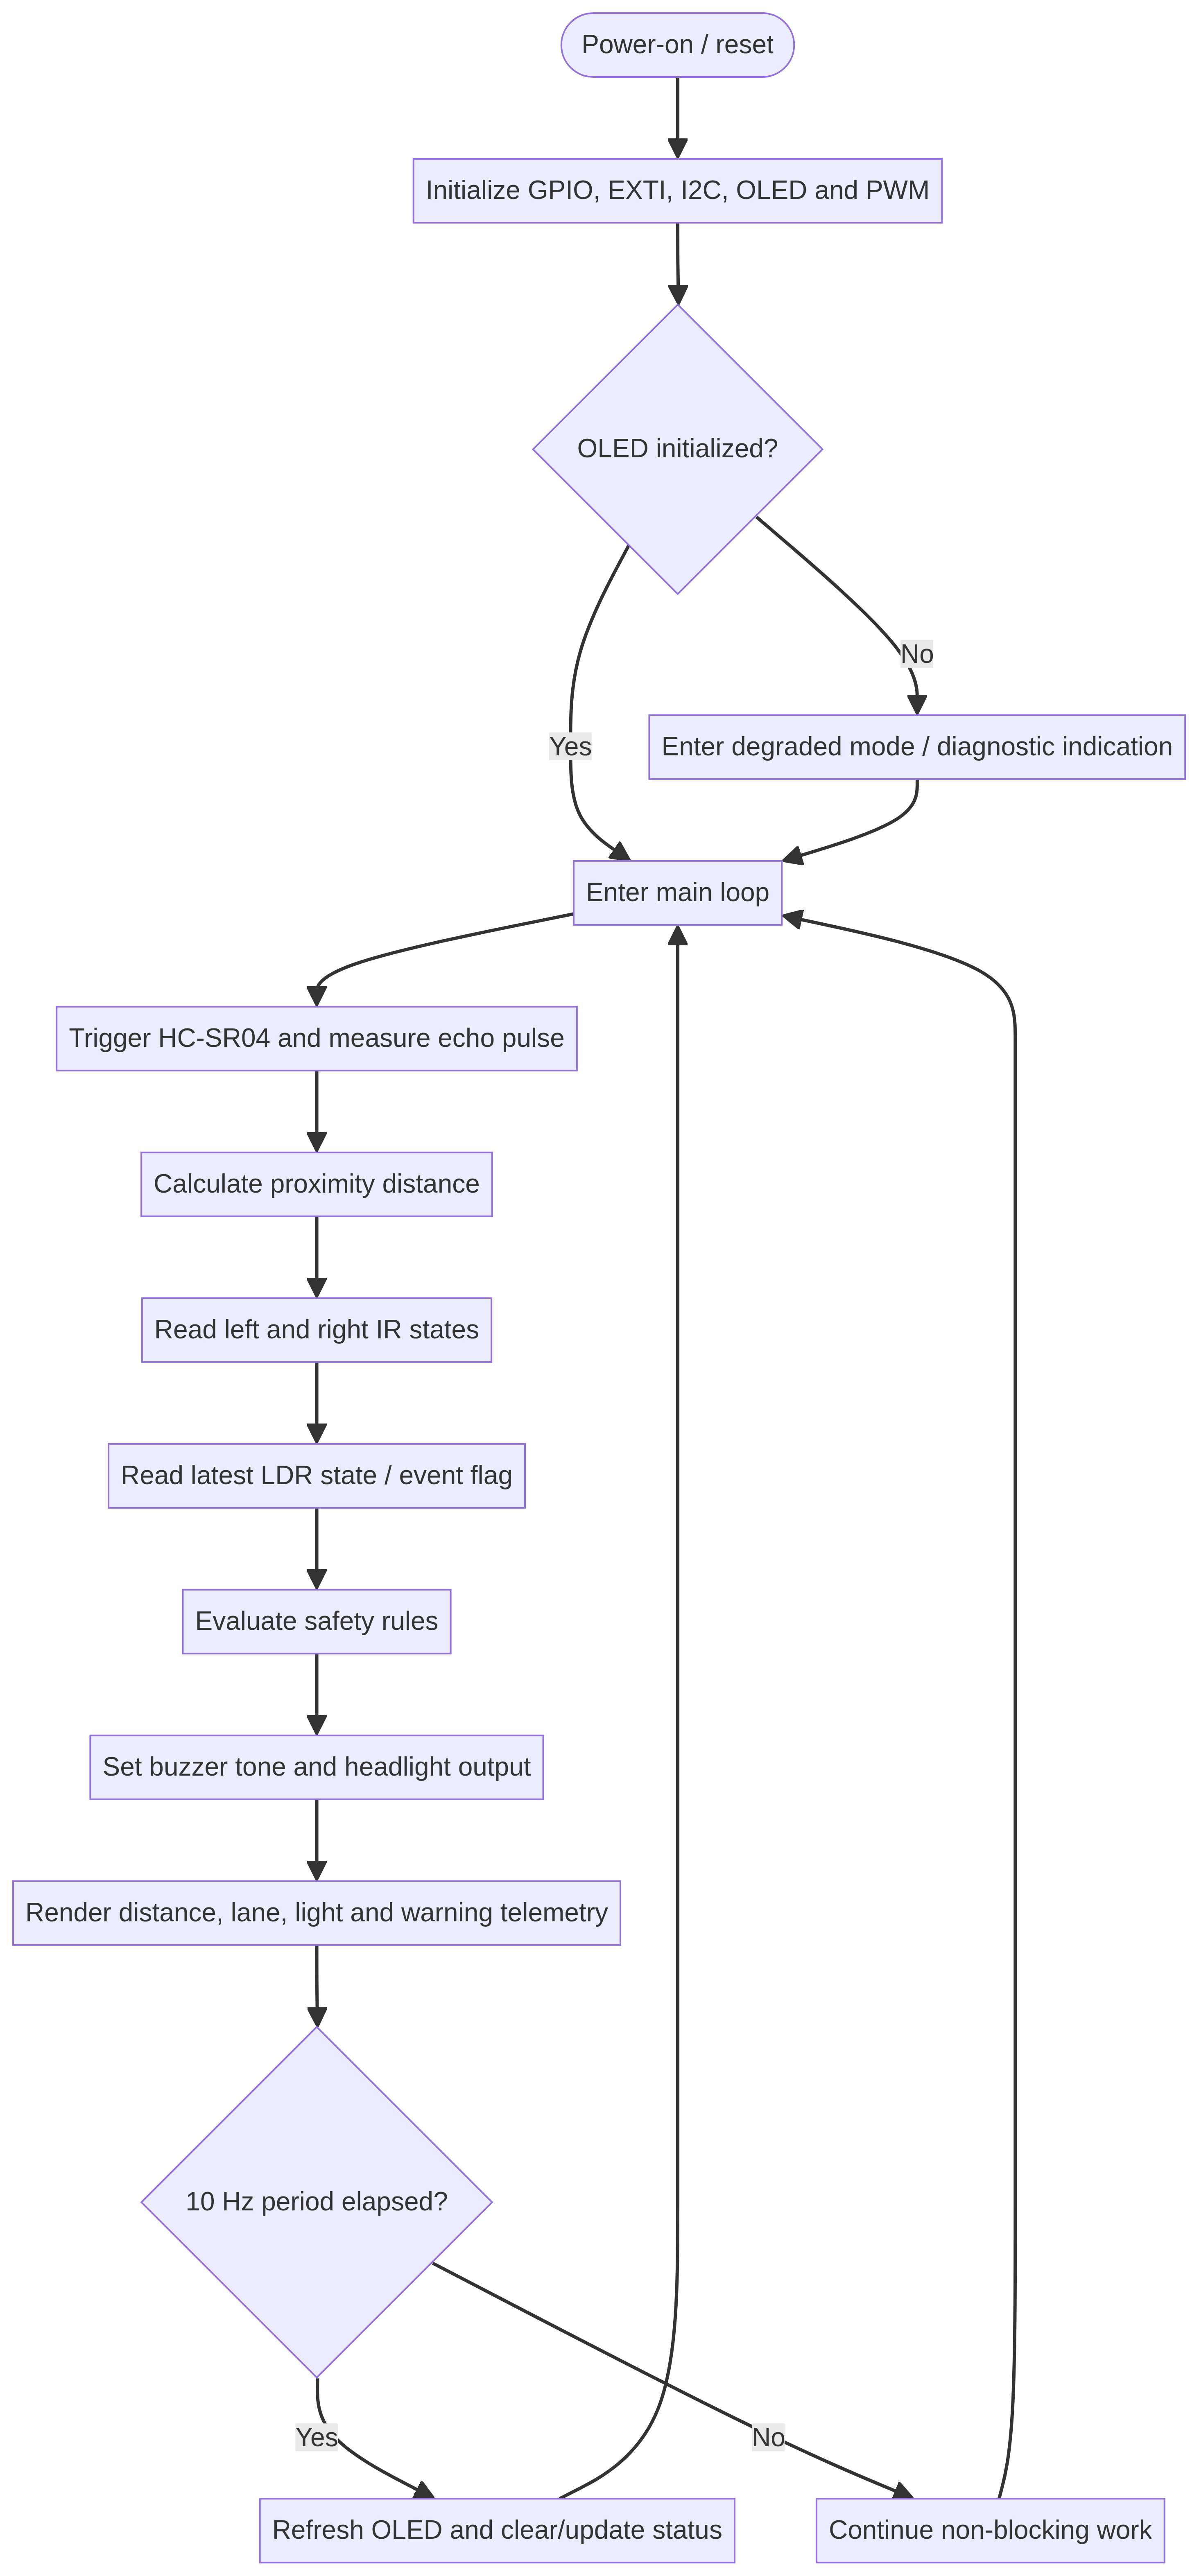 Power-on / reset
Initialize GPIO, EXTI, I2C, OLED and PWM
OLED initialized?
No
Yes
Enter degraded mode / diagnostic indication
Enter main loop
Trigger HC-SR04 and measure echo pulse
Calculate proximity distance
Read left and right IR states
Read latest LDR state / event flag
Evaluate safety rules
Set buzzer tone and headlight output
Render distance, lane, light and warning telemetry
10 Hz period elapsed?
Yes
No
Refresh OLED and clear/update status
Continue non-blocking work